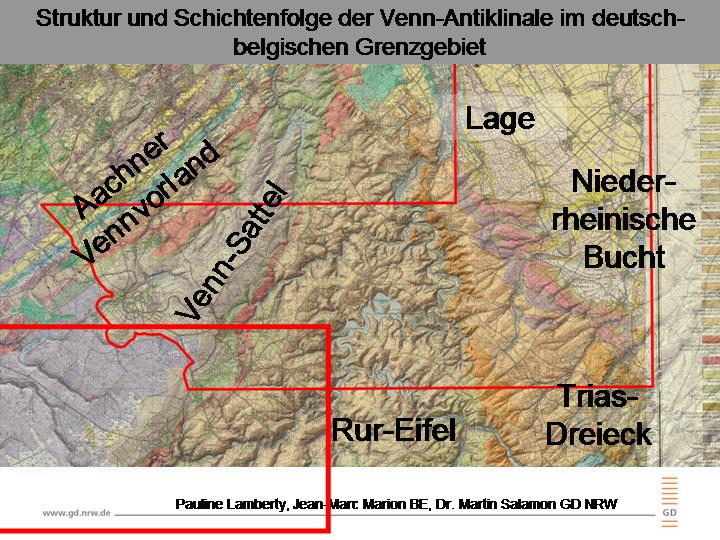 Struktur und Schichtenfolge der Venn-Antiklinale im deutsch-
belgischen Grenzgebiet
Lage
Aachner
Vennvorland
Venn-Sattel
Nieder-
rheinische
Bucht
Trias-
Dreieck
Rur-Eifel
Pauline Lamberty, Jean-Marc Marion BE, Dr. Martin Salamon GD NRW
www.gd.nrw.de
GD